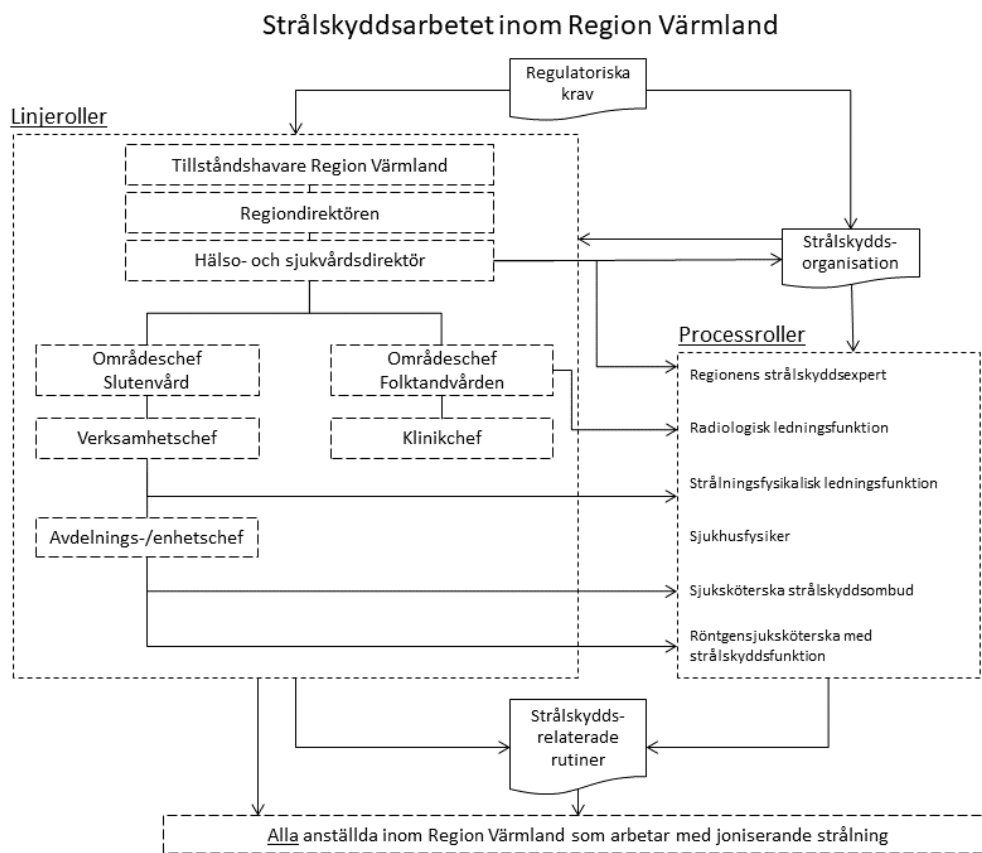 Strålskyddsarbetet inom Region Värmland
Regulatoriska
krav
Linjeroller
Tillståndshavare Region Värmland
Regiondirektören
Hälso- och sjukvårdsdirektör
Strålskydds-
organisation
Områdeschef
Slutenvård
Områdeschef
Folktandvården
Verksamhetschef
Klinikchef
Avdelnings-/enhetschef
Processroller
Regionens strålskyddsexpert
Radiologisk ledningsfunktion
Strålningsfysikalisk ledningsfunktion
Sjukhusfysiker
Sjuksköterska strålskyddsombud
Röntgensjuksköterska med
strålskyddsfunktion
Strålskydds-
relaterade
rutiner
Alla anställda inom Region Värmland som arbetar med joniserande strålning